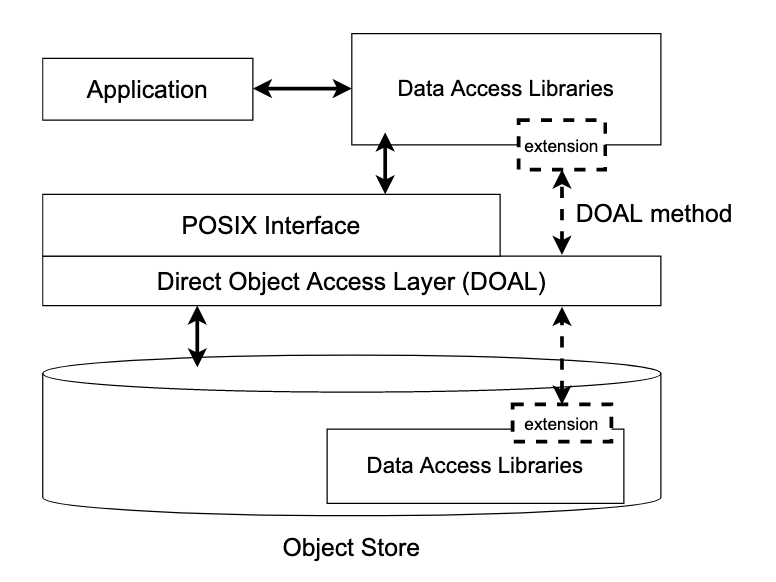 Application
Data Access Libraries
extension
DOAL method
POSIX Interface
Direct Object Access Layer (DOAL)
extension
Data Access Libraries
Object Store